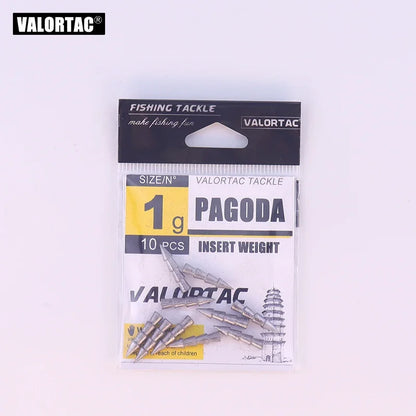 VALORTAC®
FISHING TACKLE
make fishing fun
VALORTAC
SIZE/N°
VALORTAC TACKLE
1g
PAGODA
10 PCS
INSERT WEIGHT
VALORTAC
reach of children